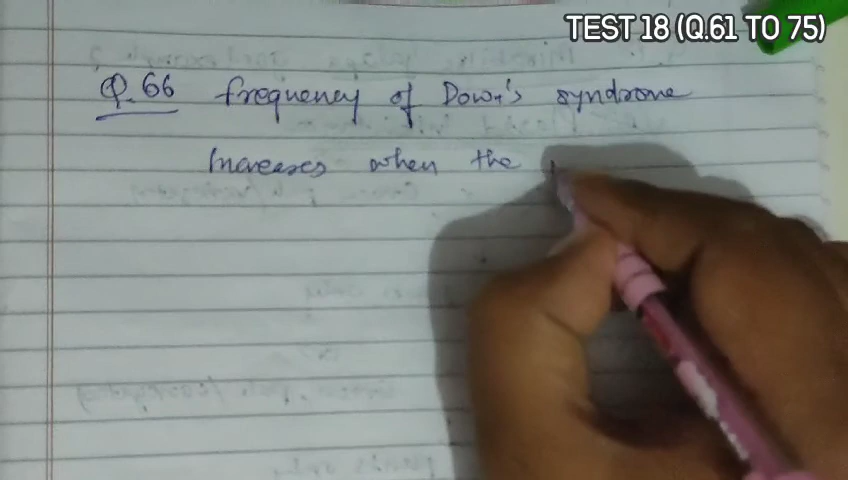 TEST 18 (Q.61 TO 75)
Q.66 frequency of Down's syndrome
Increases when the